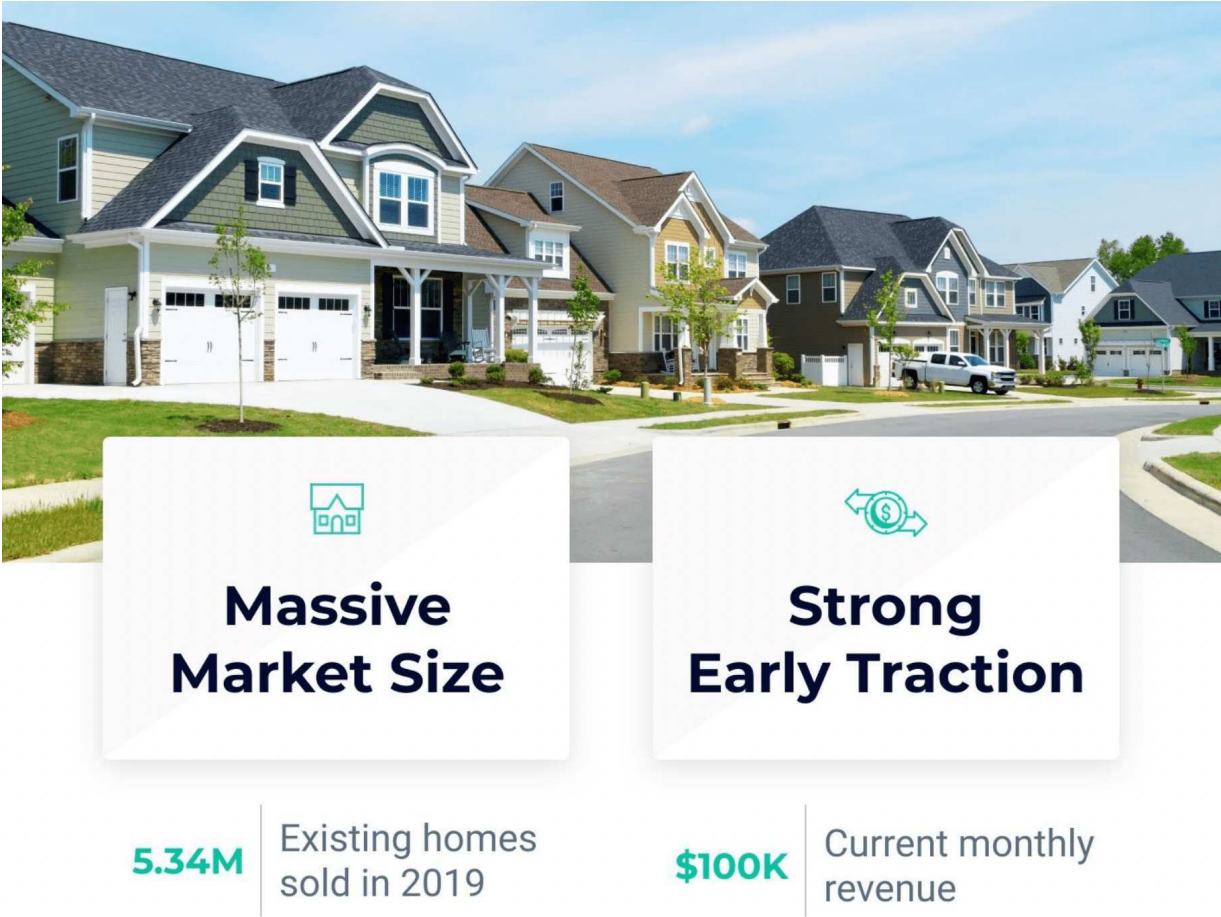 Massive
Market Size
Strong
Early Traction
5.34M
Existing homes
sold in 2019
$100K
Current monthly
revenue